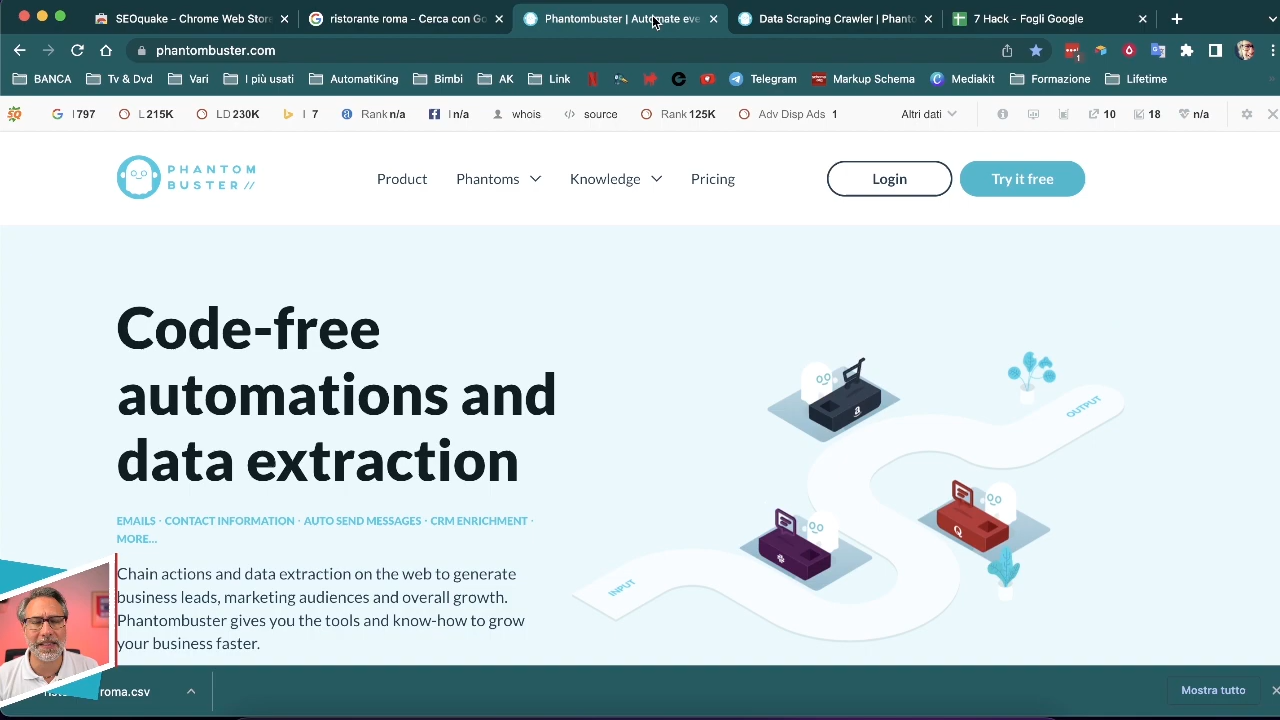 SEOquake - Chrome Web Store
ristorante roma - Cerca con Go
Phantombuster | Automate eve
Data Scraping Crawler | Phanto
7 Hack - Fogli Google
phantombuster.com
BANCA
Tv & Dvd
Vari
I più usati
AutomatiKing
Bimbi
AK
Link
Telegram
Markup Schema
Mediakit
Formazione
Lifetime
I 797
L 215K
LD 230K
I 7
Rank n/a
I n/a
whois
source
Rank 125K
Adv Disp Ads 1
Altri dati
10
18
n/a
PHANTOM
BUSTER //
Product
Phantoms
Knowledge
Pricing
Login
Try it free
Code-free
automations and
data extraction
EMAILS · CONTACT INFORMATION · AUTO SEND MESSAGES · CRM ENRICHMENT ·
MORE...
Chain actions and data extraction on the web to generate
business leads, marketing audiences and overall growth.
Phantombuster gives you the tools and know-how to grow
your business faster.
INPUT
OUTPUT
roma.csv
Mostra tutto